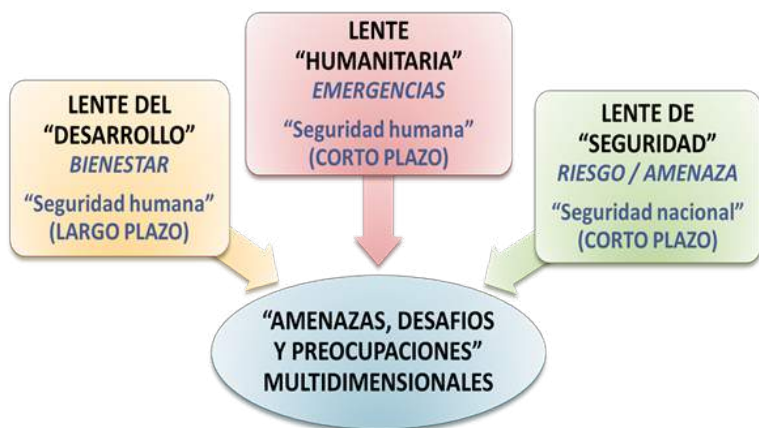 LENTE DEL
“DESARROLLO”
BIENESTAR
“Seguridad humana”
(LARGO PLAZO)
LENTE
“HUMANITARIA”
EMERGENCIAS
“Seguridad humana”
(CORTO PLAZO)
LENTE DE
“SEGURIDAD”
RIESGO / AMENAZA
“Seguridad nacional”
(CORTO PLAZO)
“AMENAZAS, DESAFIOS
Y PREOCUPACIONES”
MULTIDIMENSIONALES